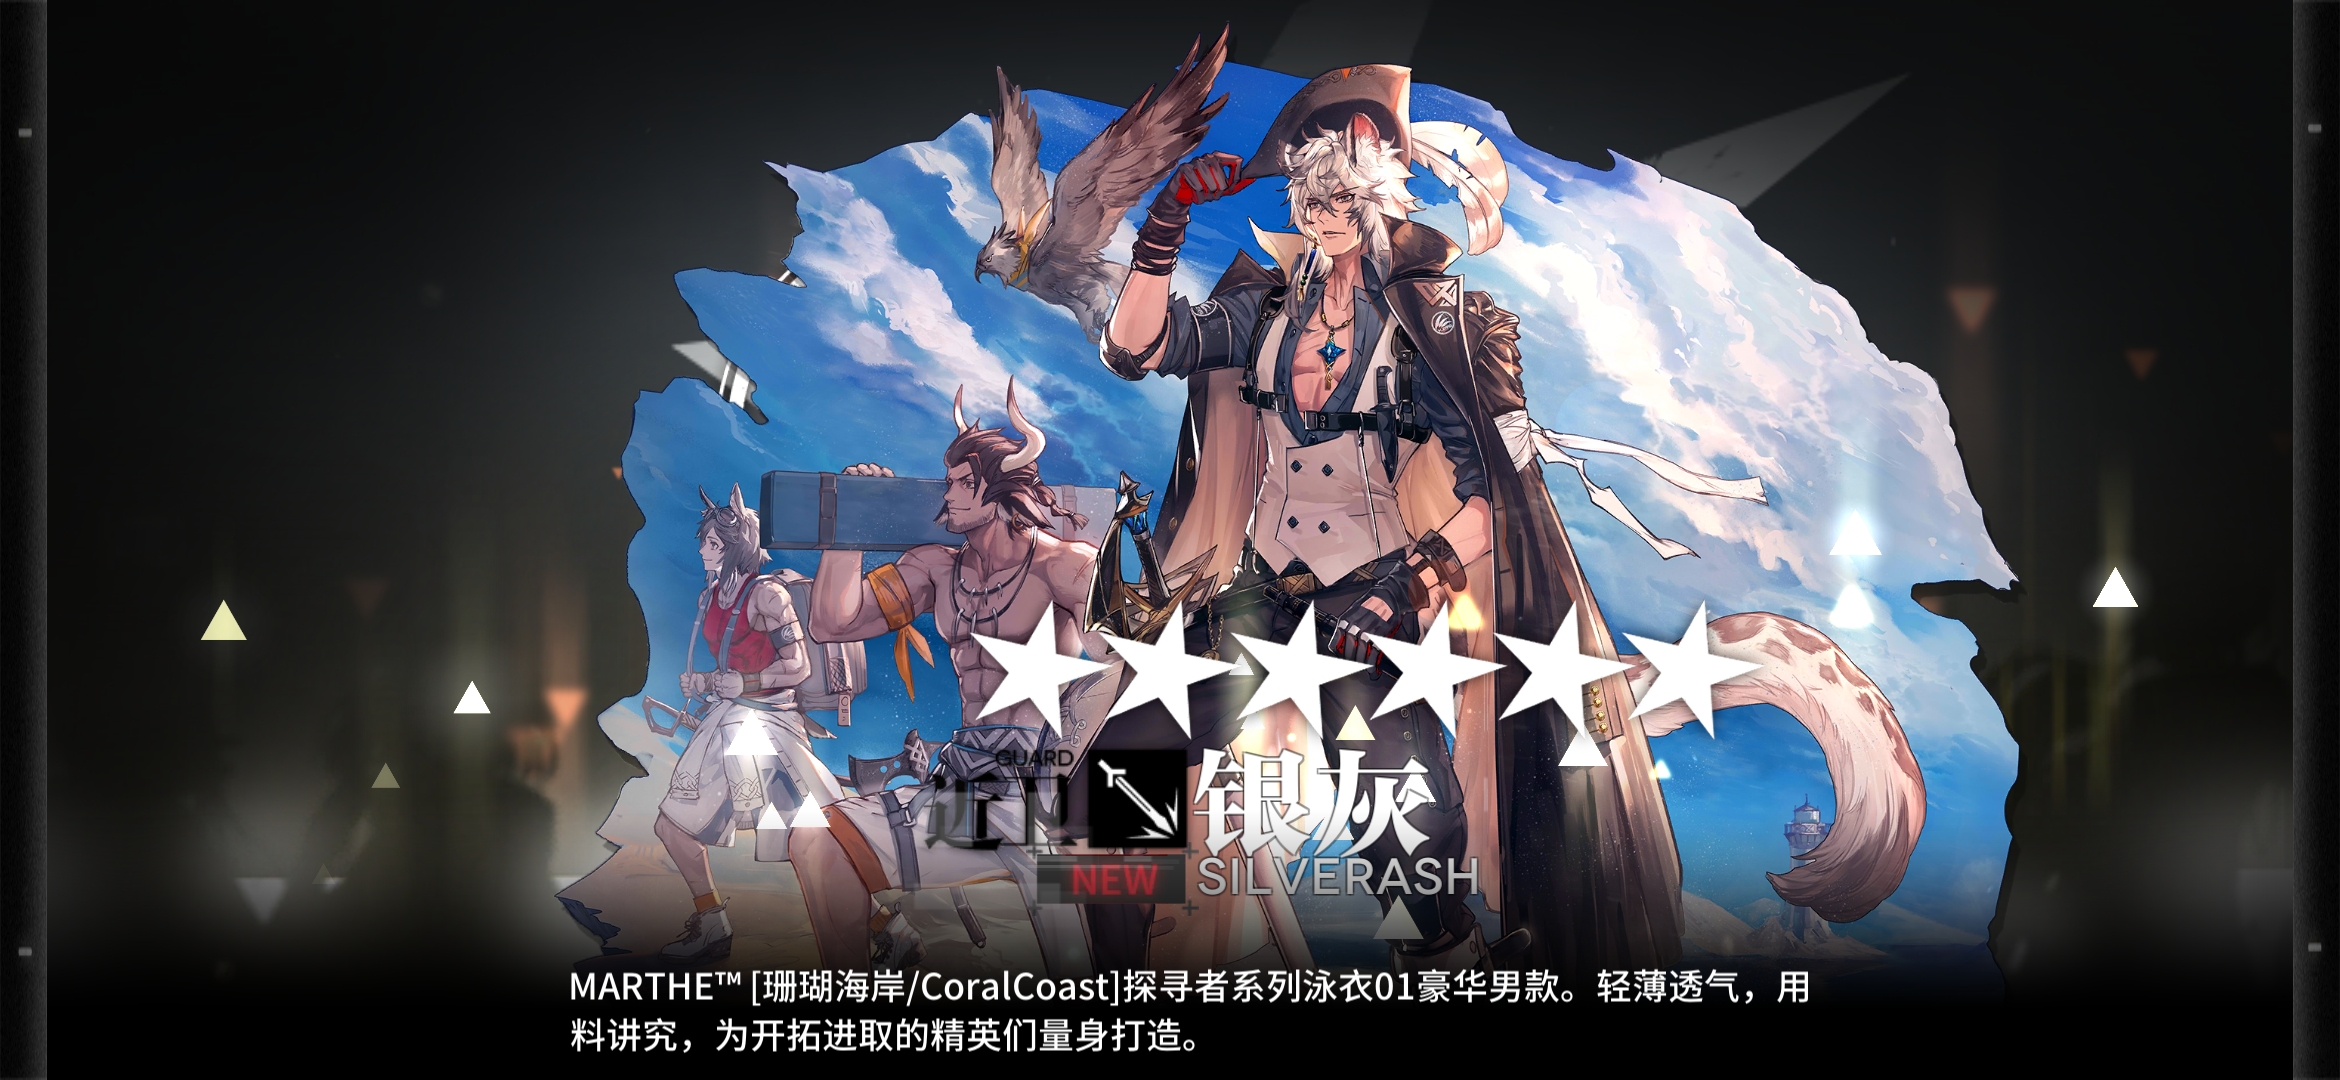 GUARD
近卫
银灰
NEW
SILVERASH
MARTHE™ [珊瑚海岸/CoralCoast]探寻者系列泳衣01豪华男款。轻薄透气，用
料讲究，为开拓进取的精英们量身打造。